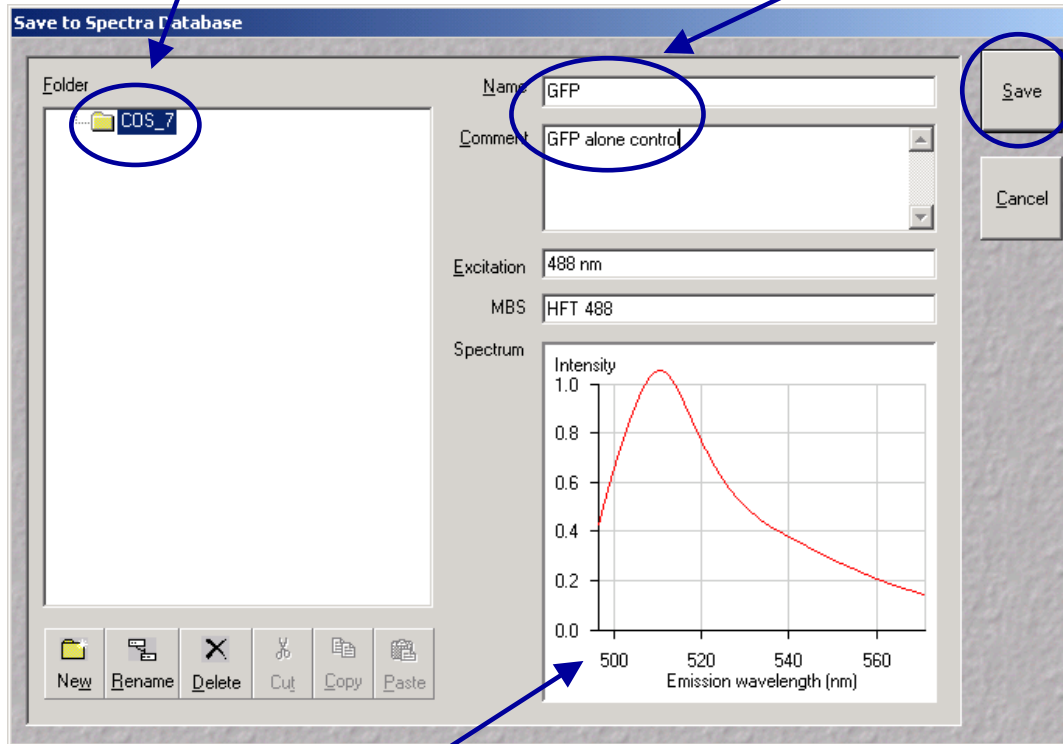 Save to Spectra Database
Folder
COS_7
Name
GFP
Comment
GFP alone control
Excitation
488 nm
MBS
HFT 488
Spectrum
Intensity
1.0
0.8
0.6
0.4
0.2
0.0
500 520 540 560
Emission wavelength (nm)
New Rename Delete Cut Copy Paste
Save
Cancel